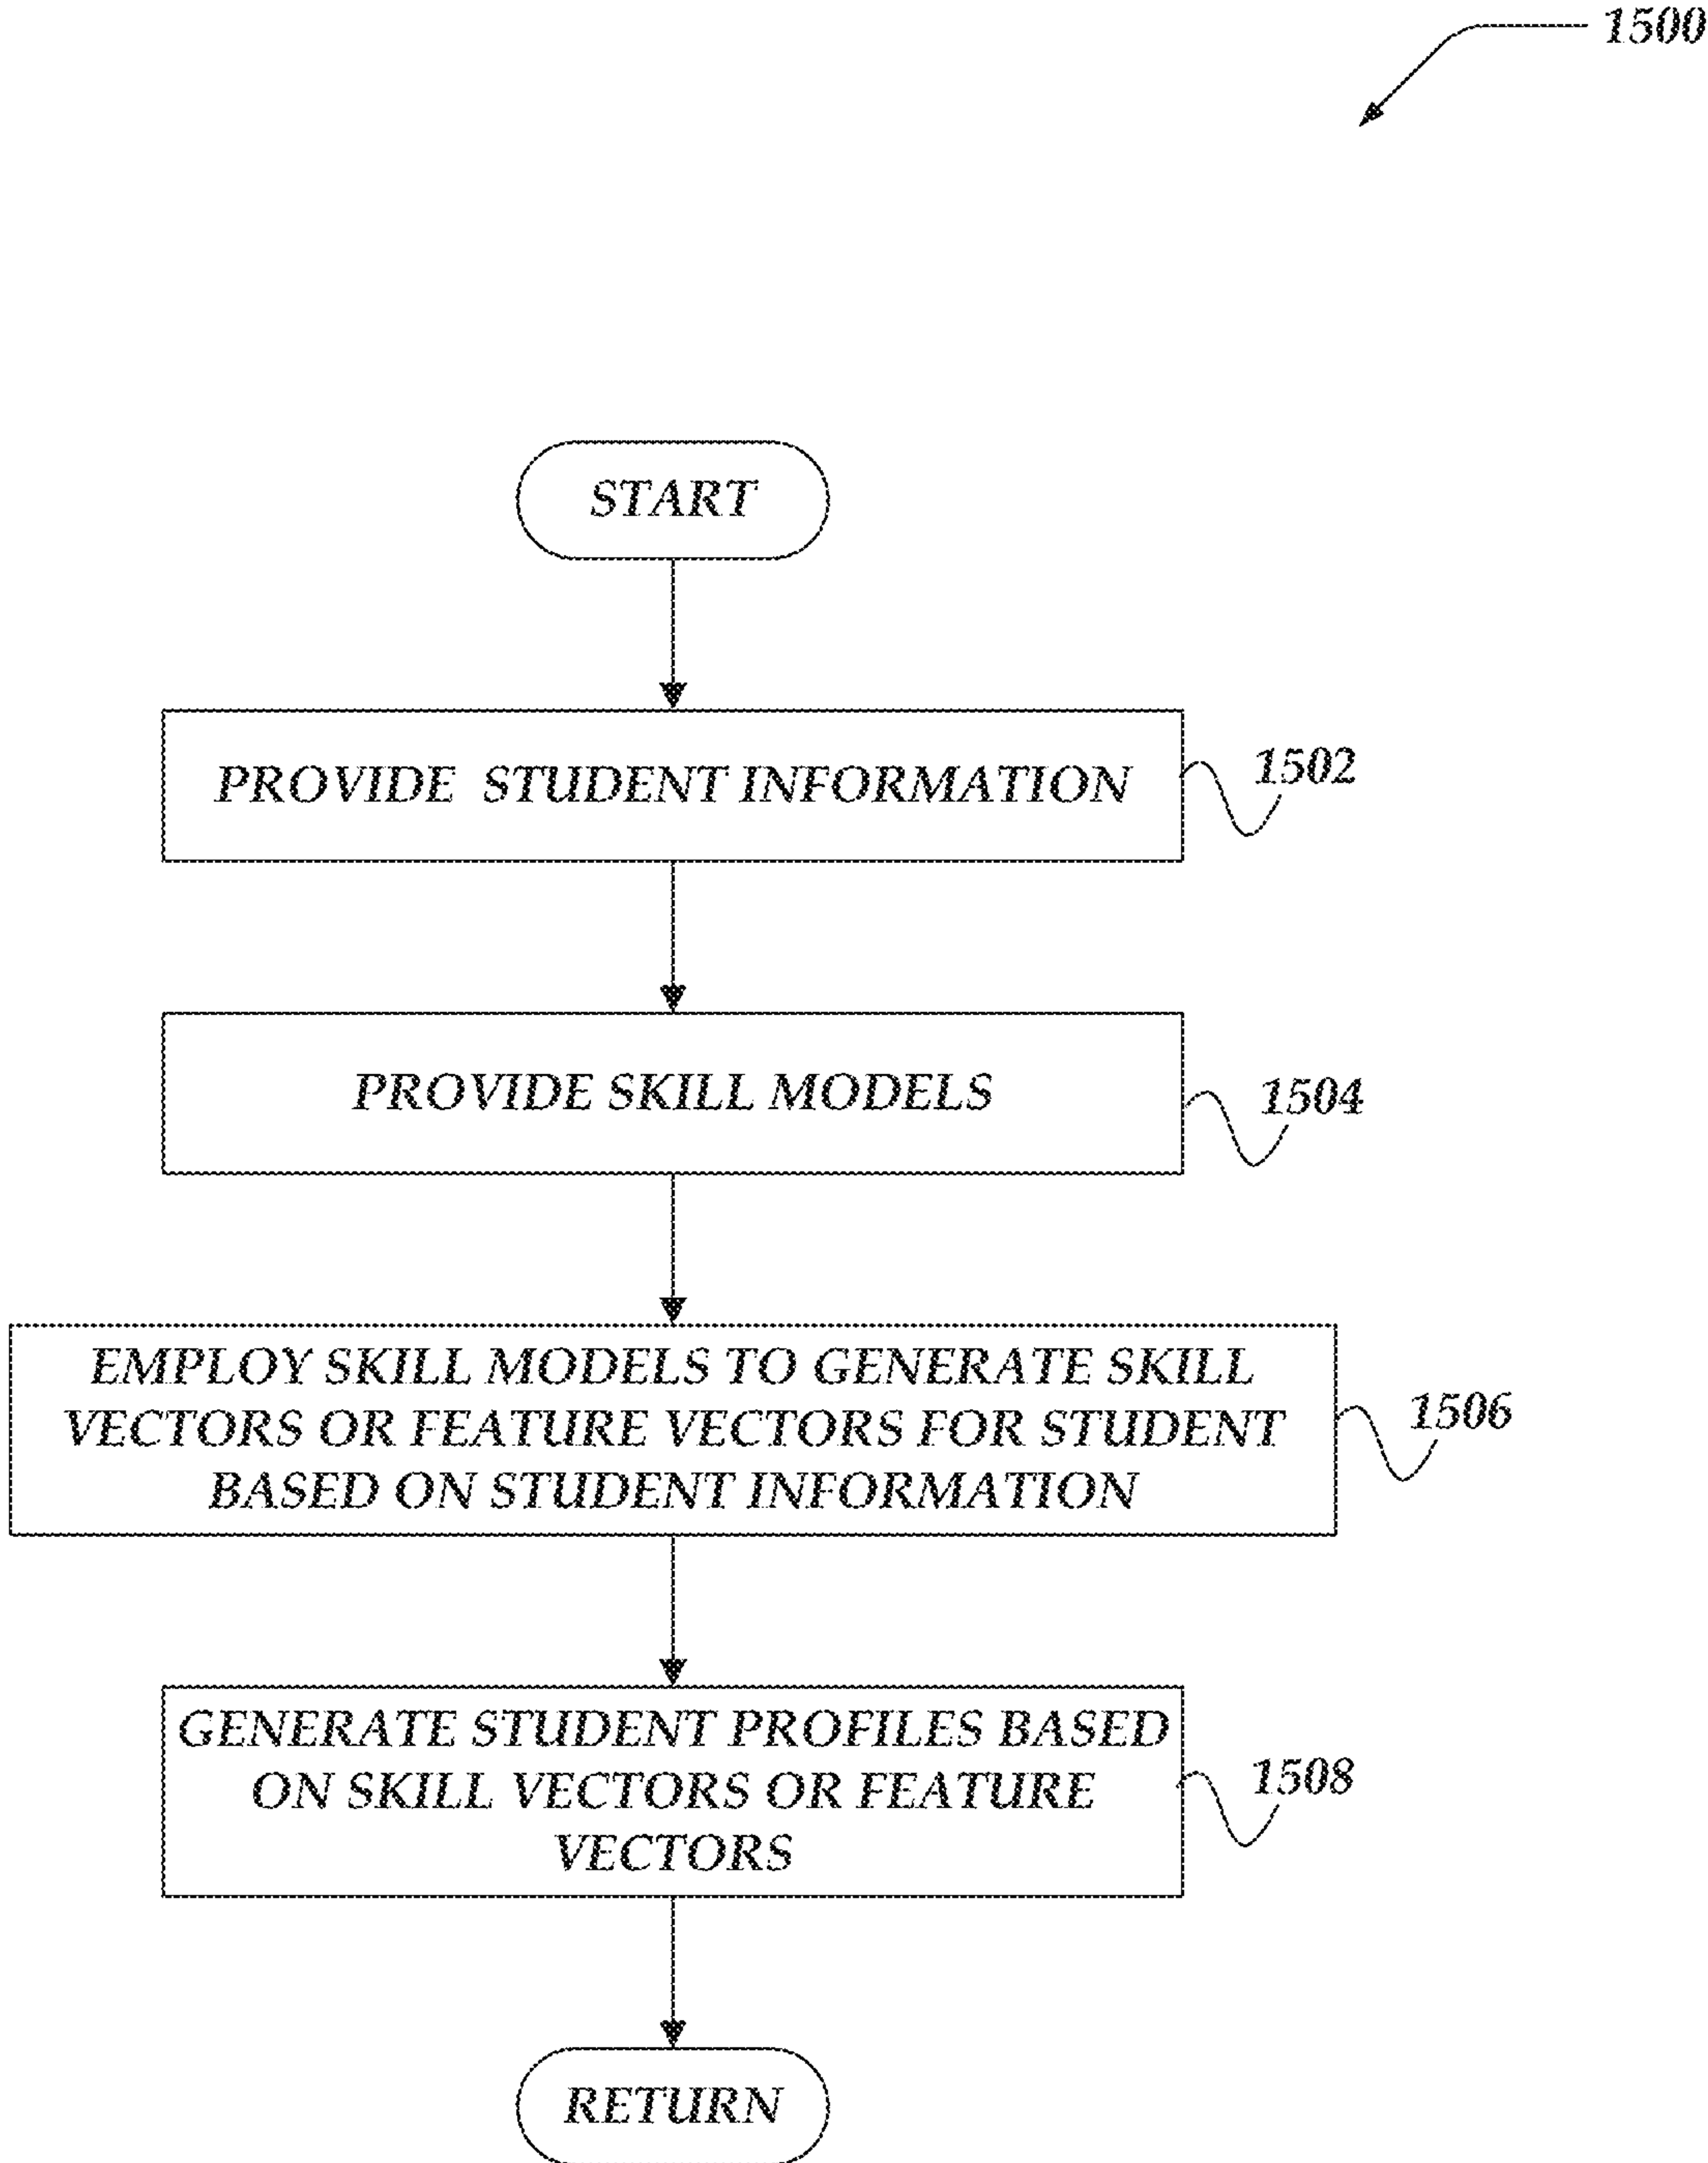 1500
START
PROVIDE STUDENT INFORMATION
1502
PROVIDE SKILL MODELS
1504
EMPLOY SKILL MODELS TO GENERATE SKILL
VECTORS OR FEATURE VECTORS FOR STUDENT
BASED ON STUDENT INFORMATION
1506
GENERATE STUDENT PROFILES BASED
ON SKILL VECTORS OR FEATURE
VECTORS
1508
RETURN